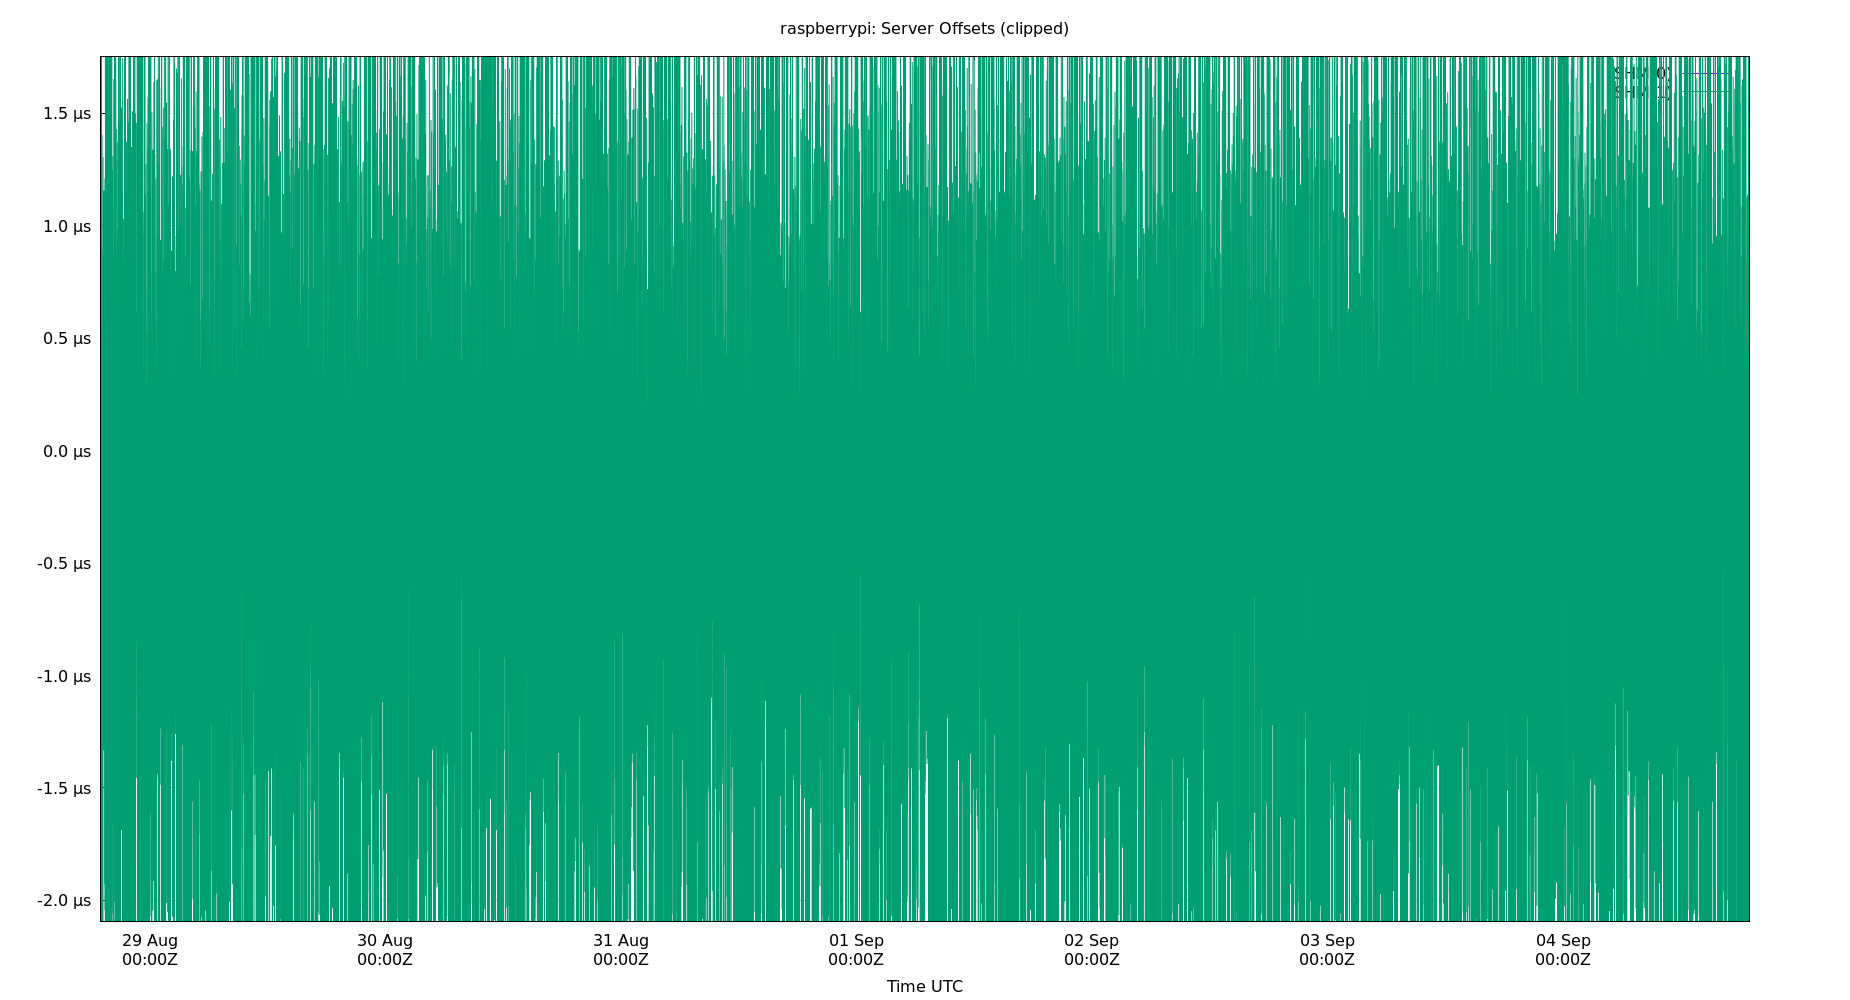 raspberrypi: Server Offsets (clipped)
1.5 µs
1.0 µs
0.5 µs
0.0 µs
-0.5 µs
-1.0 µs
-1.5 µs
-2.0 µs
29 Aug 30 Aug 31 Aug 01 Sep 02 Sep 03 Sep 04 Sep
00:00Z 00:00Z 00:00Z 00:00Z 00:00Z 00:00Z 00:00Z
Time UTC